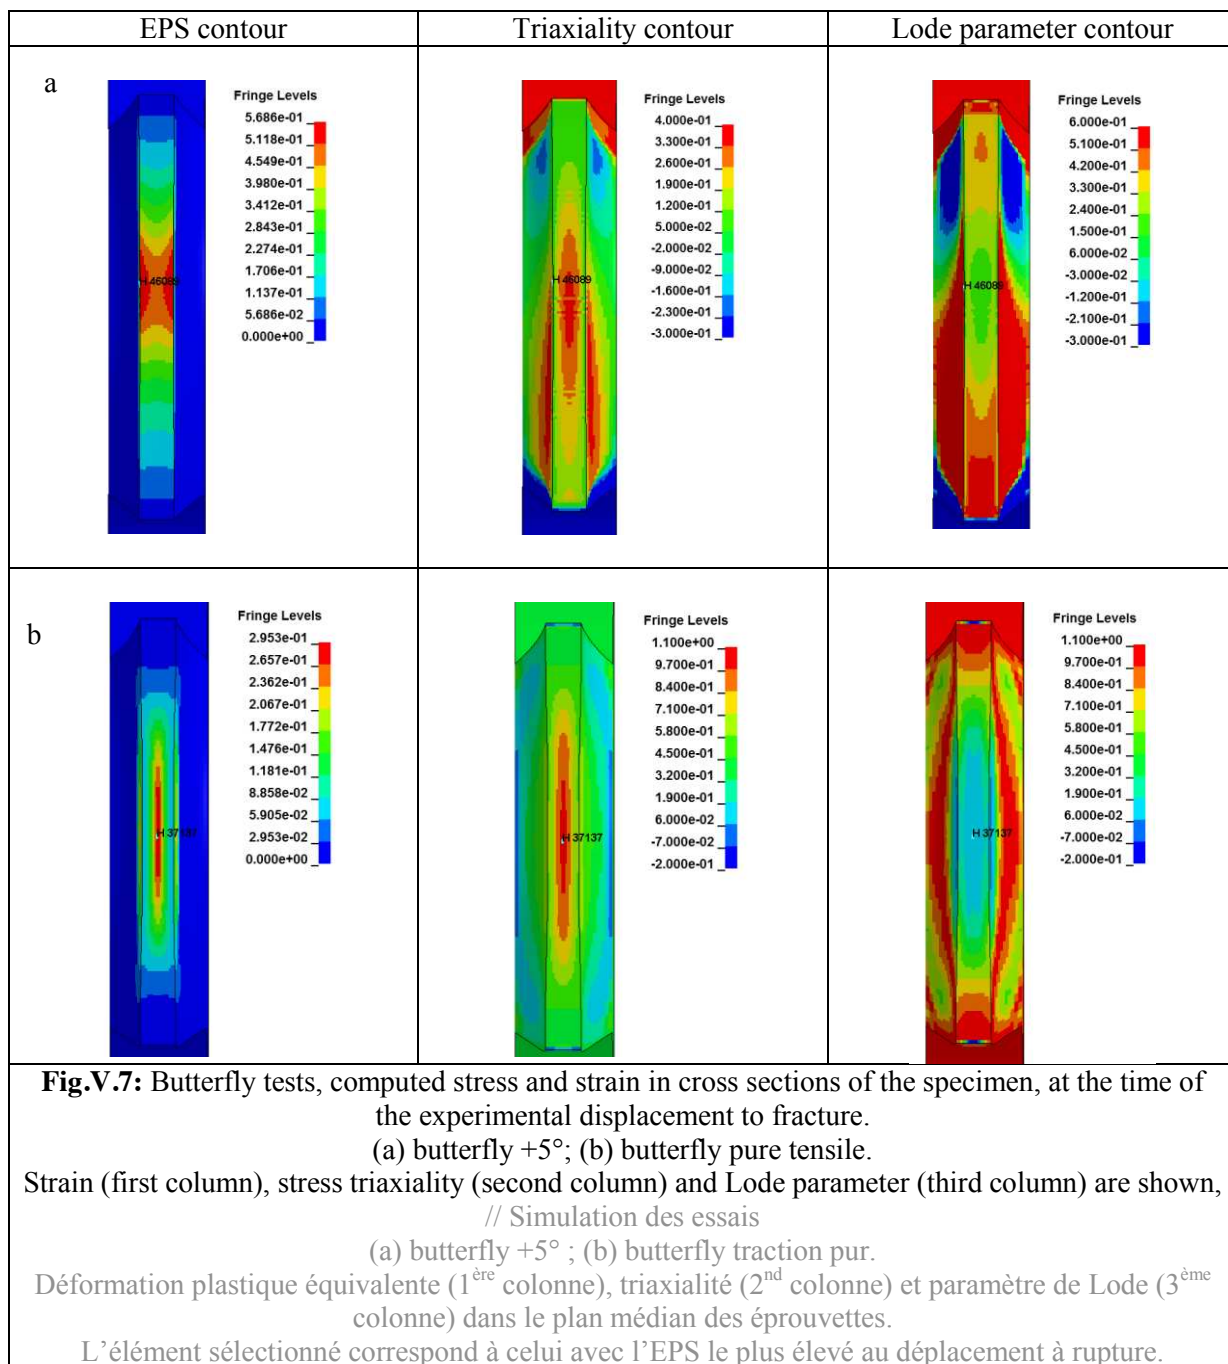 EPS contour
Triaxiality contour
Lode parameter contour
a
Fringe Levels
5.686e-01
5.118e-01
4.549e-01
3.980e-01
3.412e-01
2.843e-01
2.274e-01
1.706e-01
1.137e-01
5.686e-02
0.000e+00
H 46089
Fringe Levels
4.000e-01
3.300e-01
2.600e-01
1.900e-01
1.200e-01
5.000e-02
-2.000e-02
-9.000e-02
-1.600e-01
-2.300e-01
-3.000e-01
H 46089
Fringe Levels
6.000e-01
5.100e-01
4.200e-01
3.300e-01
2.400e-01
1.500e-01
6.000e-02
-3.000e-02
-1.200e-01
-2.100e-01
-3.000e-01
H 46089
b
Fringe Levels
2.953e-01
2.657e-01
2.362e-01
2.067e-01
1.772e-01
1.476e-01
1.181e-01
8.858e-02
5.905e-02
2.953e-02
0.000e+00
H 37137
Fringe Levels
1.100e+00
9.700e-01
8.400e-01
7.100e-01
5.800e-01
4.500e-01
3.200e-01
1.900e-01
6.000e-02
-7.000e-02
-2.000e-01
H 37137
Fringe Levels
1.100e+00
9.700e-01
8.400e-01
7.100e-01
5.800e-01
4.500e-01
3.200e-01
1.900e-01
6.000e-02
-7.000e-02
-2.000e-01
H 37137
Fig.V.7: Butterfly tests, computed stress and strain in cross sections of the specimen, at the time of
the experimental displacement to fracture.
(a) butterfly +5°; (b) butterfly pure tensile.
Strain (first column), stress triaxiality (second column) and Lode parameter (third column) are shown,
// Simulation des essais
(a) butterfly +5° ; (b) butterfly traction pur.
Déformation plastique équivalente (1ère colonne), triaxialité (2nd colonne) et paramètre de Lode (3ème
colonne) dans le plan médian des éprouvettes.
L'élément sélectionné correspond à celui avec l'EPS le plus élevé au déplacement à rupture.